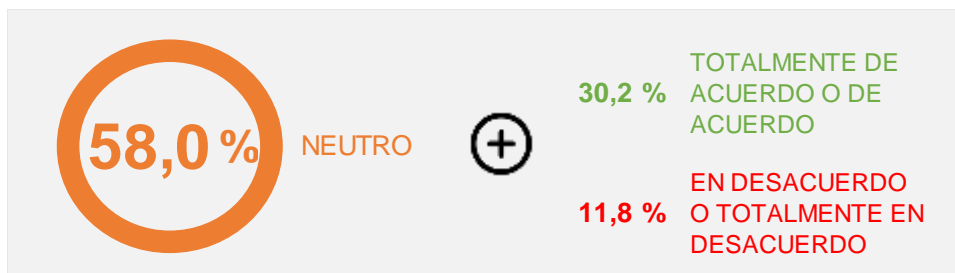 58,0 %
NEUTRO
30,2 %
TOTALMENTE DE
ACUERDO O DE
ACUERDO
11,8 %
EN DESACUERDO
O TOTALMENTE EN
DESACUERDO